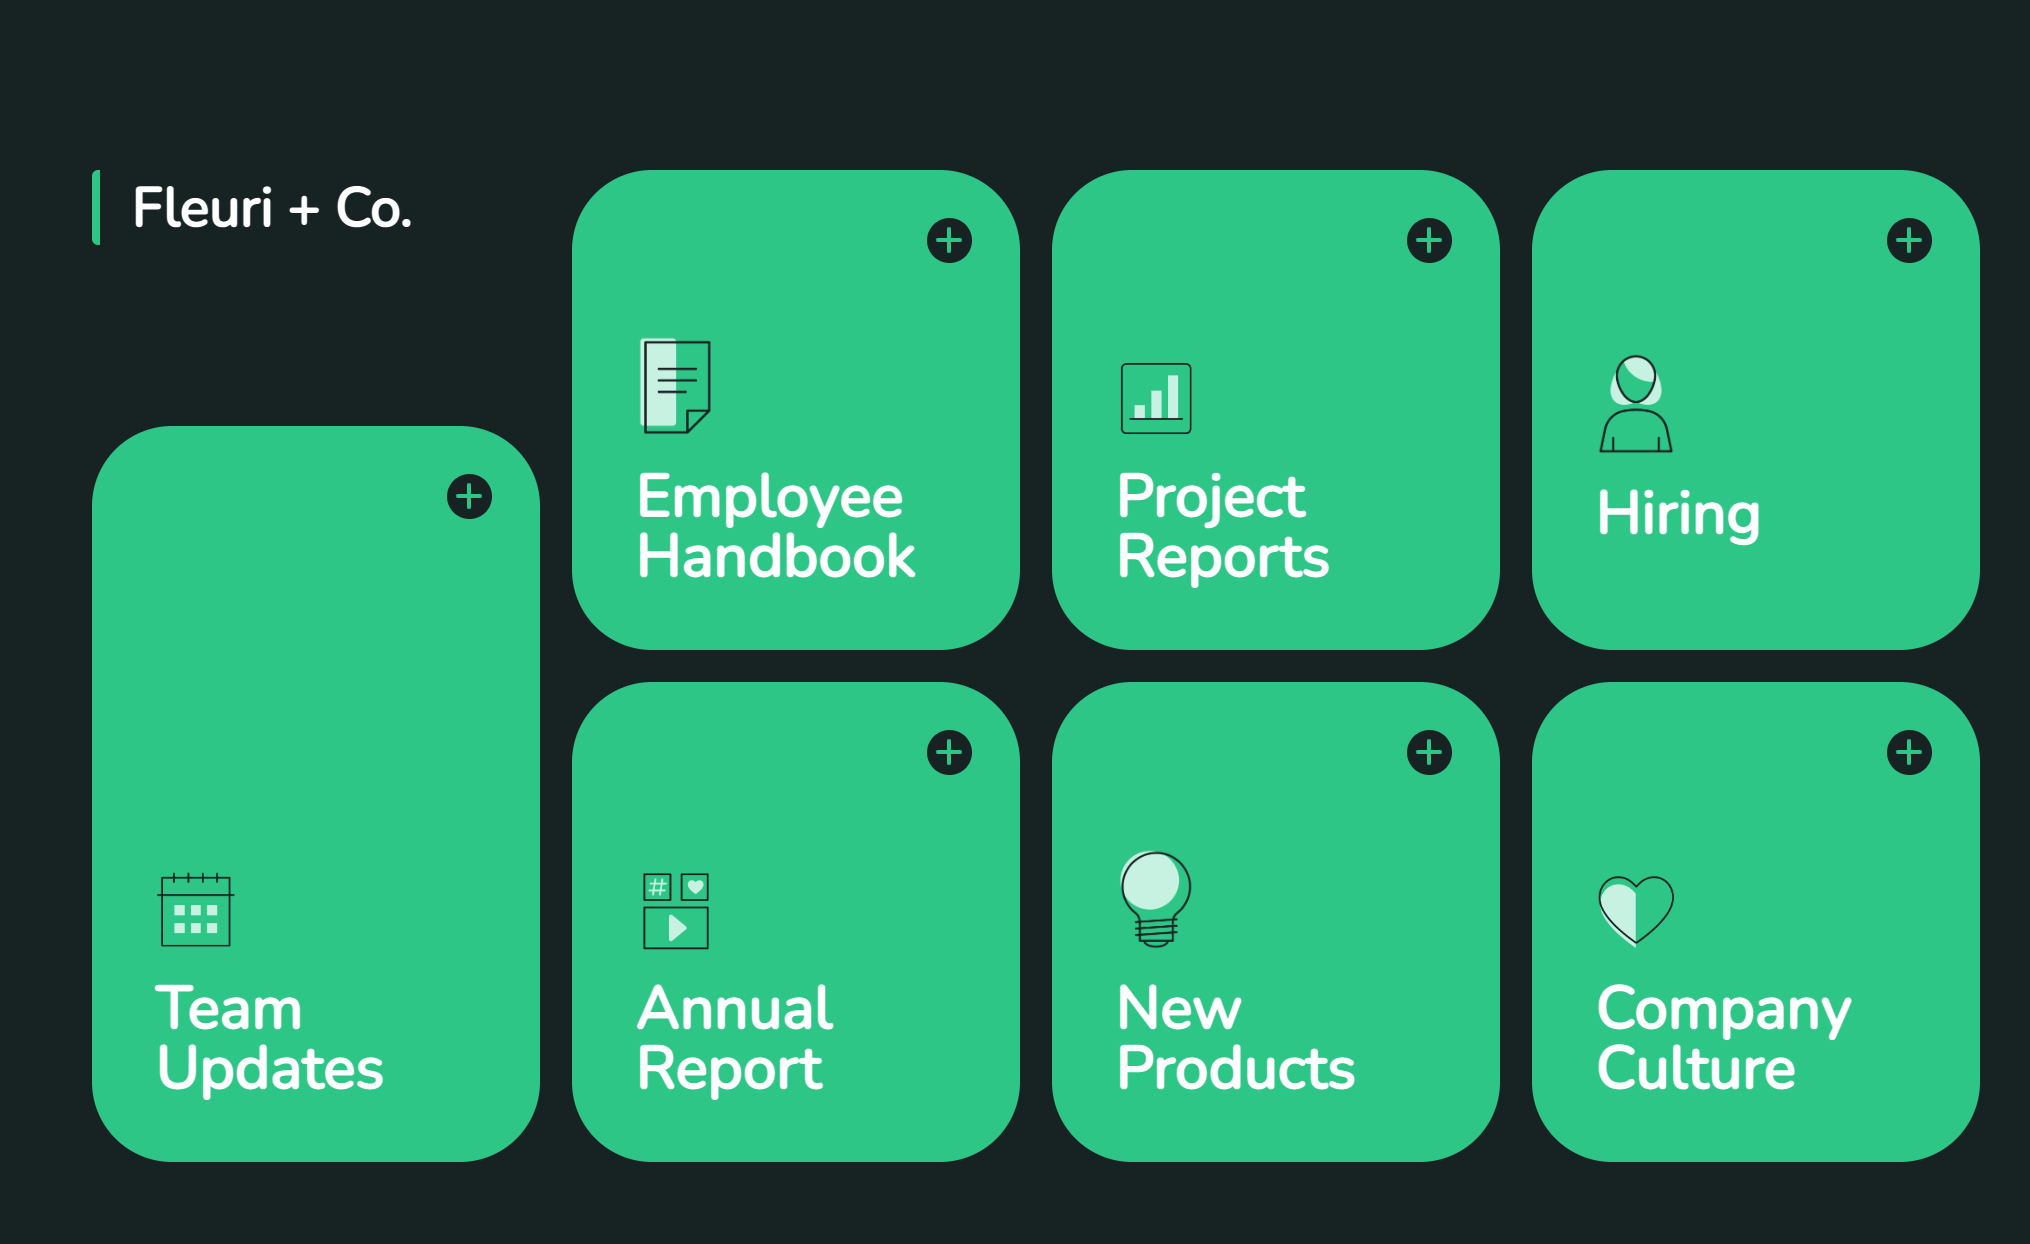 Fleuri + Co.
Employee
Handbook
Project
Reports
Hiring
Team
Updates
#
Annual
Report
New
Products
Company
Culture